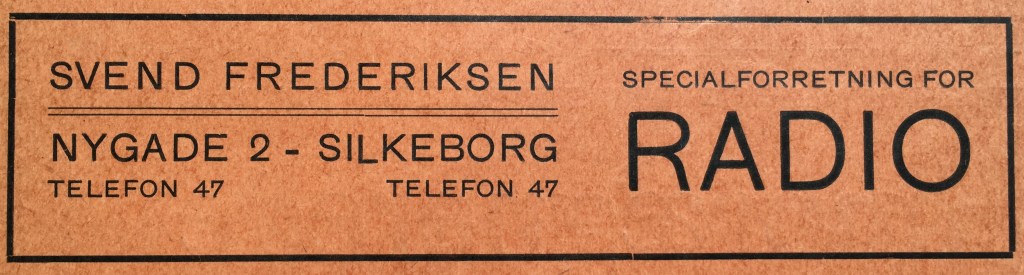 SVEND FREDERIKSEN
NYGADE 2 - SILKEBORG
TELEFON 47 TELEFON 47
SPECIALFORRETNING FOR
RADIO